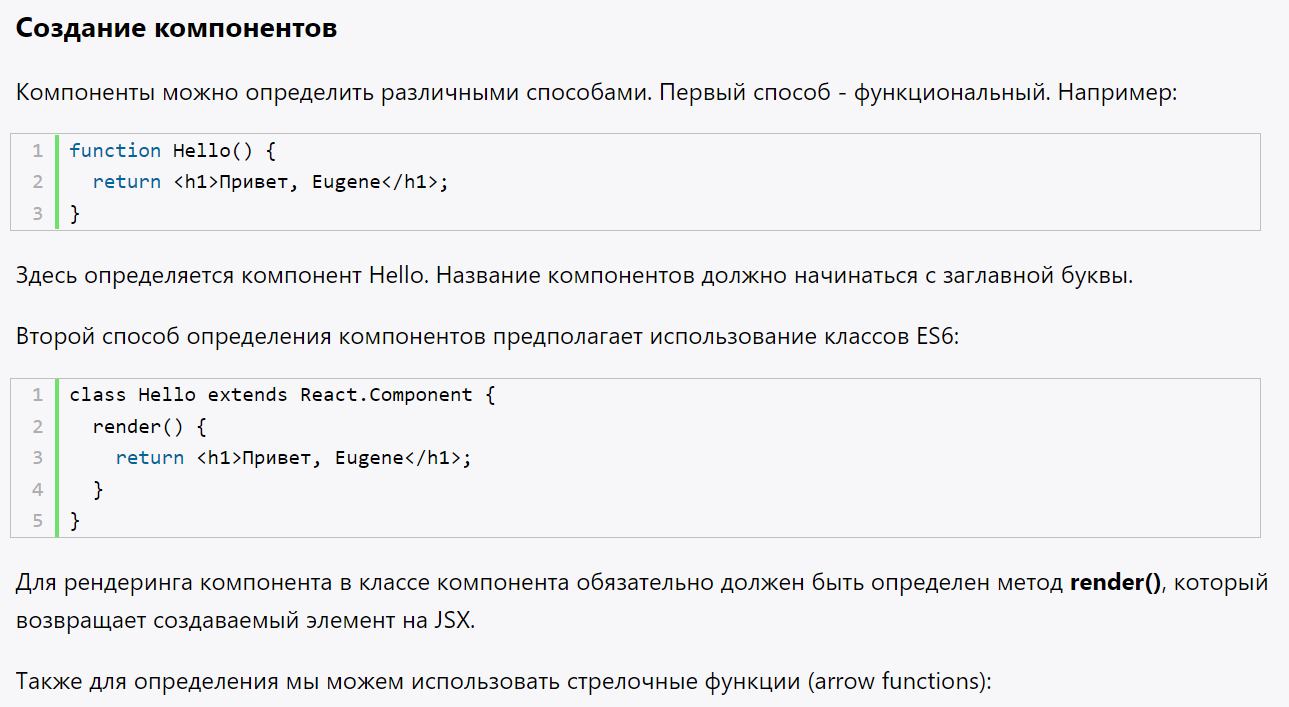 Создание компонентов
Компоненты можно определить различными способами. Первый способ - функциональный. Например:
1 function Hello() {
2   return <h1>Привет, Eugene</h1>;
3 }
Здесь определяется компонент Hello. Название компонентов должно начинаться с заглавной буквы.
Второй способ определения компонентов предполагает использование классов ES6:
1 class Hello extends React.Component {
2   render() {
3     return <h1>Привет, Eugene</h1>;
4   }
5 }
Для рендеринга компонента в классе компонента обязательно должен быть определен метод render(), который
возвращает создаваемый элемент на JSX.
Также для определения мы можем использовать стрелочные функции (arrow functions):